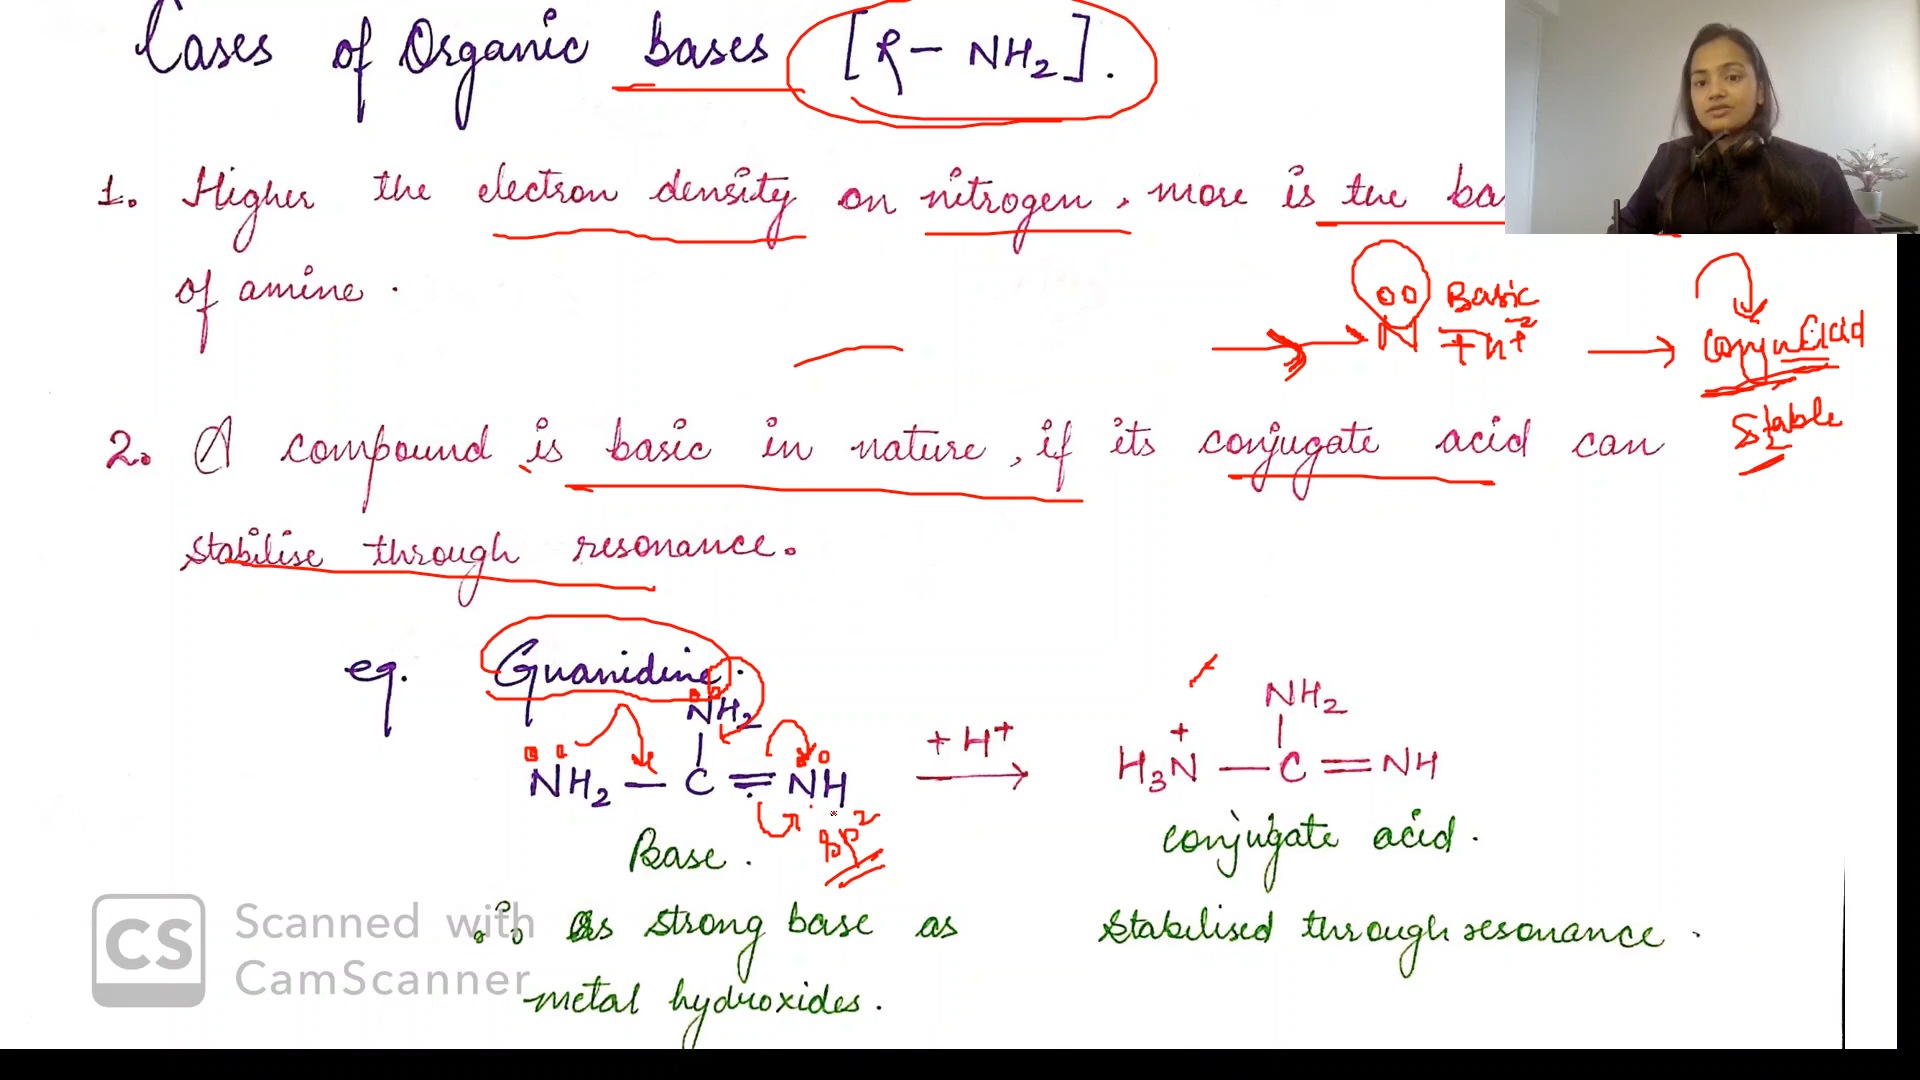 Cases of Organic bases [R - NH2].
1. Higher the electron density on nitrogen, more is the ba
of amine.
Basic
N + H+
conju. Acid
Stable
2. A compound is basic in nature, if its conjugate acid can
stabilise through resonance.
eg. Guanidine.
NH2
NH2 - C = NH
+ H+
NH2
+
H3N - C = NH
sp2
Base.
conjugate acid.
∴ as strong base as
metal hydroxides.
stabilised through resonance.
CS
Scanned with
CamScanner